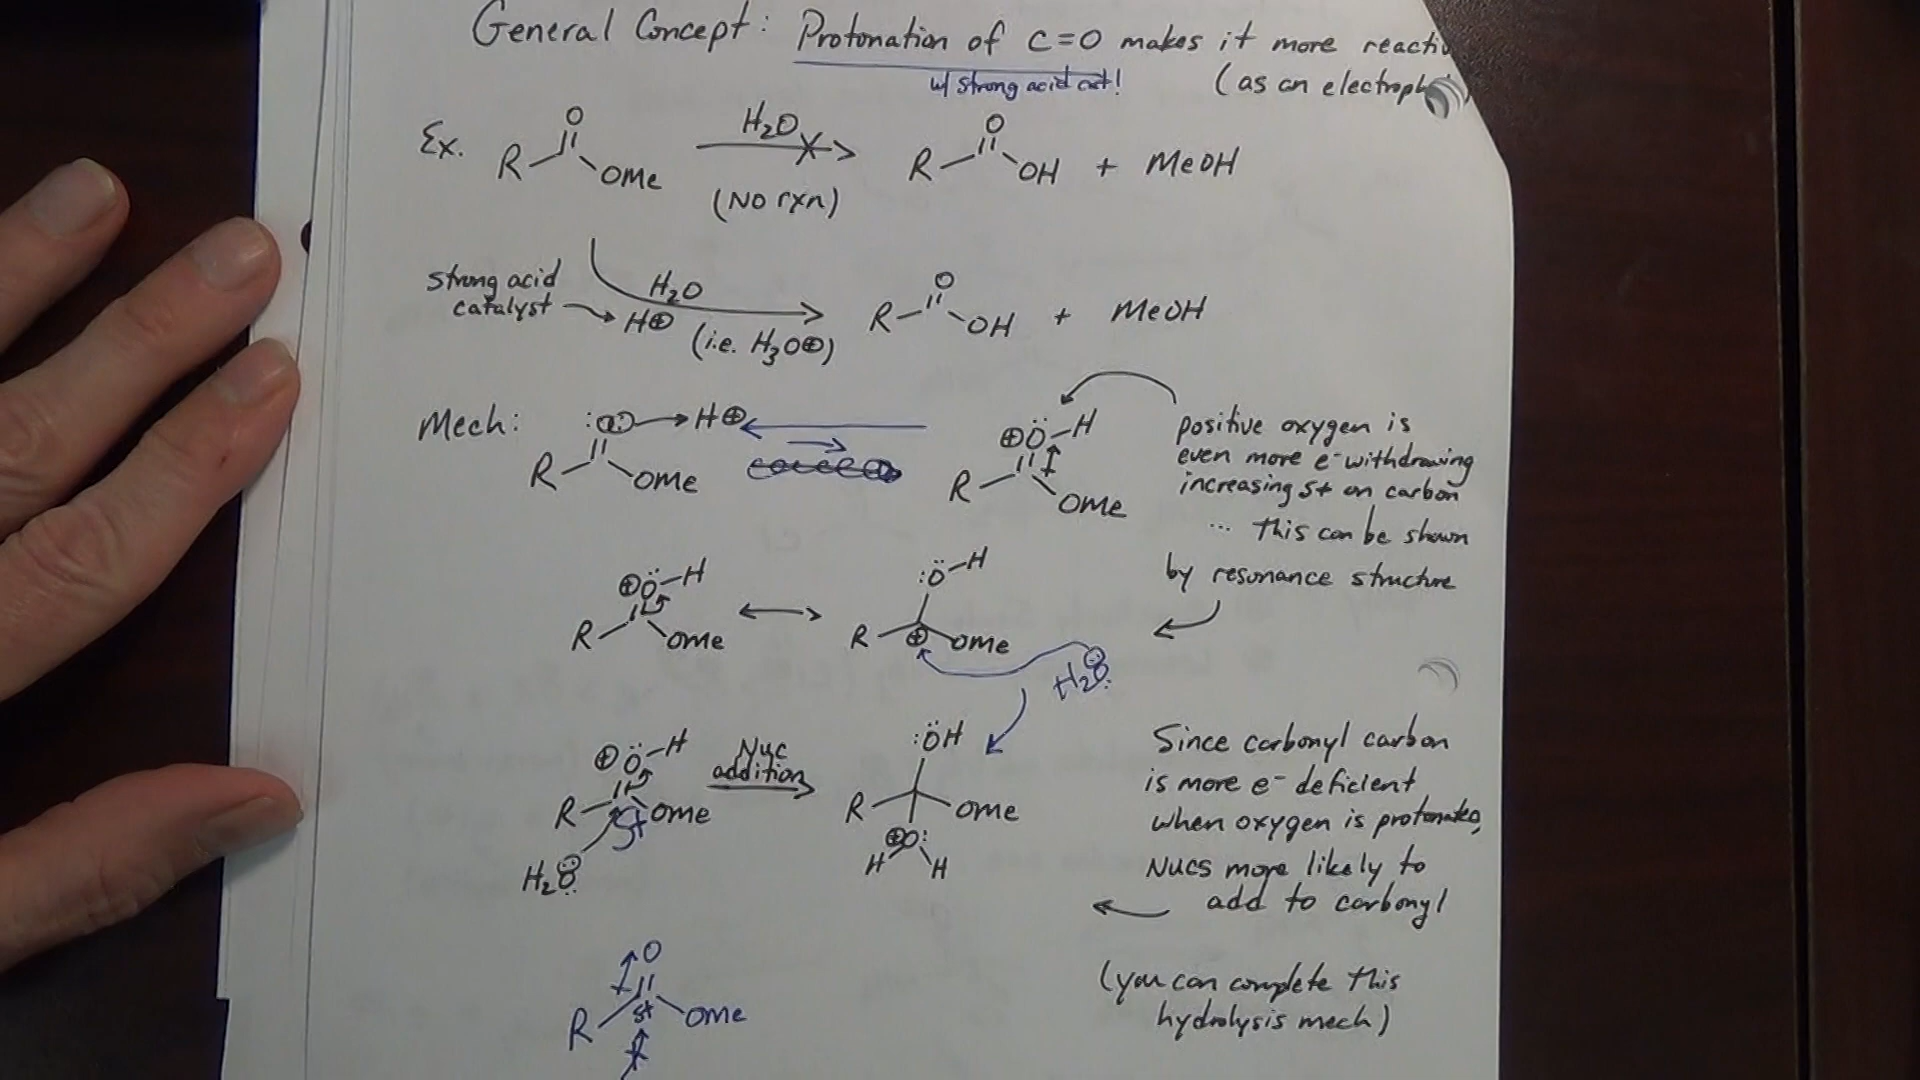 General Concept: Protonation of C=O makes it more reactiv
w/ strong acid cat!
(as an electroph
Ex.
O
R OMe
H2O
(No rxn)
O
R OH + MeOH
strong acid
catalyst
H2O
H⊕ (i.e. H3O⊕)
O
R OH + MeOH
Mech:
:O: H⊕
R OMe
⊕Ö-H
R OMe
positive oxygen is
even more e- withdrawing
increasing δ+ on carbon
... this can be shown
by resonance structure
⊕Ö-H
R OMe
:Ö-H
R ⊕ OMe
H2Ö:
⊕Ö-H
R δ+ OMe
H2Ö:
Nuc
addition
:ÖH
R OMe
⊕O:
H H
Since carbonyl carbon
is more e- deficient
when oxygen is protonated,
Nucs more likely to
add to carbonyl
(you can complete this
hydrolysis mech)
O
R δ+ OMe